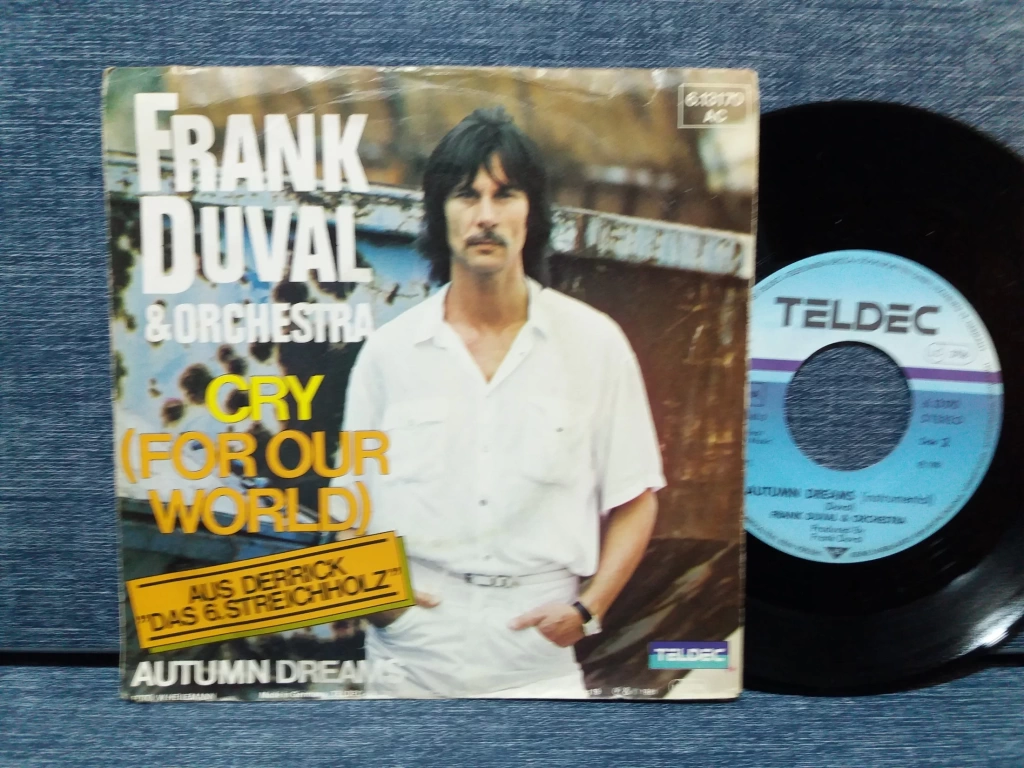 FRANK
DUVAL
& ORCHESTRA
6.13170
AC
CRY
(FOR OUR
WORLD)
AUS DERRICK
"DAS 6.STREICHHOLZ"
AUTUMN DREAMS
TELDEC
TELDEC
AUTUMN DREAMS (Instrumental)
(Duval)
FRANK DUVAL & ORCHESTRA
Produced By
Frank Duval